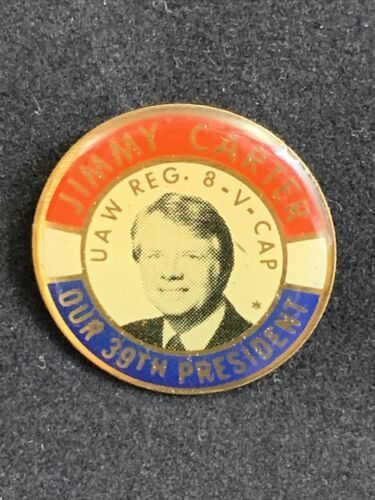 JIMMY CARTER
UAW REG. 8-V-CAP
*
OUR 39TH PRESIDENT